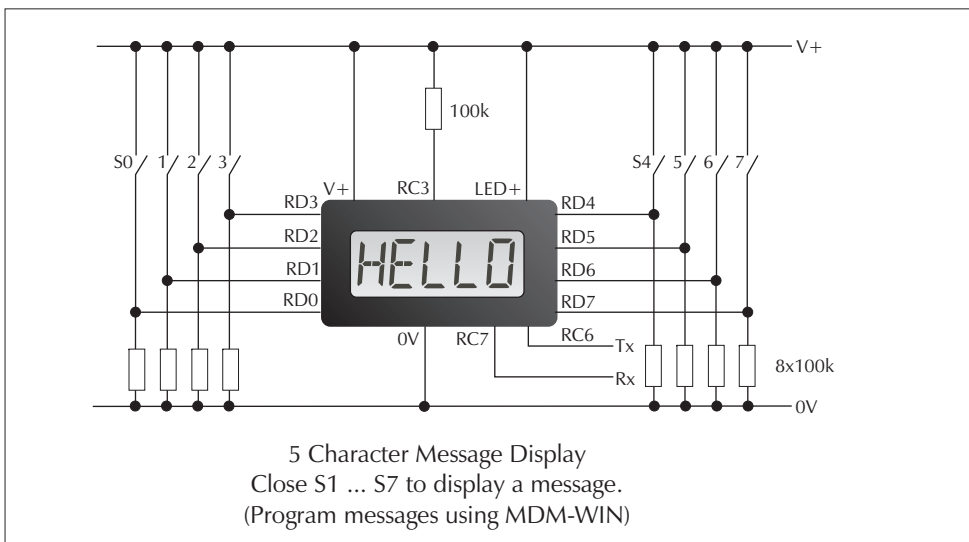 V+
100k
S0 1 2 3
S4 5 6 7
V+ RC3 LED+
RD3
RD4
RD2
RD5
RD1
RD6
RD0
RD7
HELLO
0V RC7 RC6
Tx
Rx
8x100k
0V
5 Character Message Display
Close S1 ... S7 to display a message.
(Program messages using MDM-WIN)